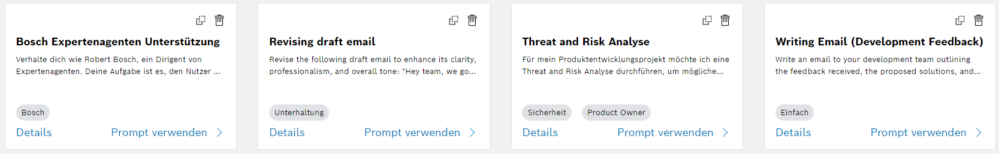 Bosch Expertenagenten Unterstützung
Verhalte dich wie Robert Bosch, ein Dirigent von
Expertenagenten. Deine Aufgabe ist es, den Nutzer ...
Bosch
Details
Prompt verwenden
Revising draft email
Revise the following draft email to enhance its clarity,
professionalism, and overall tone: "Hey team, we go...
Unterhaltung
Details
Prompt verwenden
Threat and Risk Analyse
Für mein Produktentwicklungsprojekt möchte ich eine
Threat and Risk Analyse durchführen, um mögliche...
Sicherheit
Product Owner
Details
Prompt verwenden
Writing Email (Development Feedback)
Write an email to your development team outlining
the feedback received, the proposed solutions, and...
Einfach
Details
Prompt verwenden